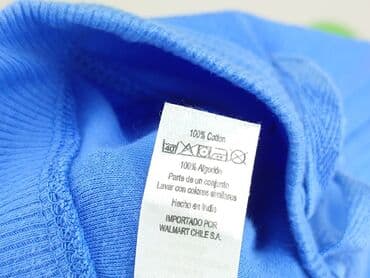 100% Cotton
40
100% Algodón
Parte de un conjunto
Lavar con colores similares
Hecho en India
IMPORTADO POR
WALMART CHILE S.A.